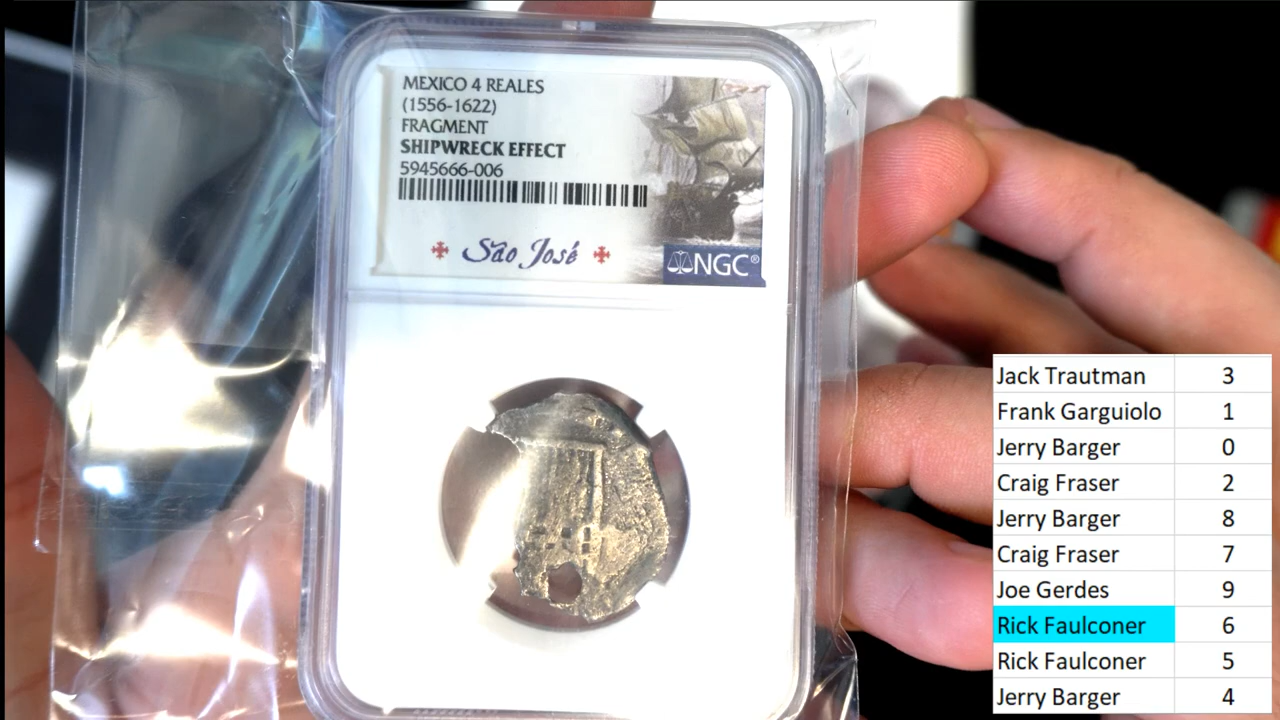 MEXICO 4 REALES
(1556-1622)
FRAGMENT
SHIPWRECK EFFECT
5945666-006
São José
NGC®
Jack Trautman 3
Frank Garguiolo 1
Jerry Barger 0
Craig Fraser 2
Jerry Barger 8
Craig Fraser 7
Joe Gerdes 9
Rick Faulconer 6
Rick Faulconer 5
Jerry Barger 4